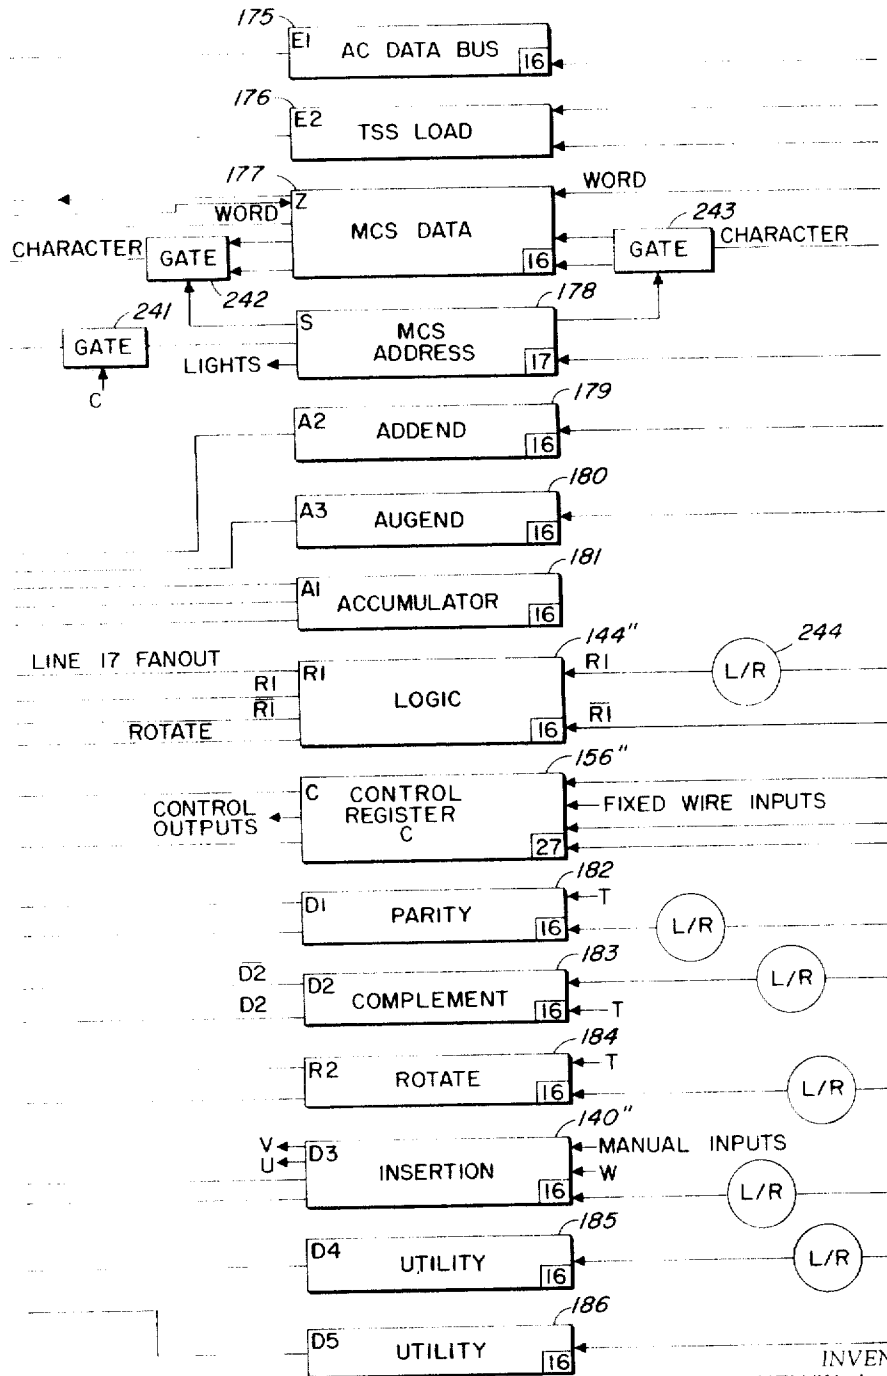 175
E1 AC DATA BUS 16
176
E2 TSS LOAD
177
Z MCS DATA 16
WORD
WORD
CHARACTER
GATE
242
243
GATE
CHARACTER
241
GATE
C
178
S MCS ADDRESS 17
LIGHTS
179
A2 ADDEND 16
180
A3 AUGEND 16
181
A1 ACCUMULATOR 16
LINE 17 FANOUT
R1
R̅1̅
ROTATE
144"
R1 LOGIC 16
R1
R̅1̅
244
L/R
156"
C CONTROL REGISTER C 27
CONTROL OUTPUTS
FIXED WIRE INPUTS
182
D1 PARITY 16
T
L/R
183
D̅2̅
D2
D2 COMPLEMENT 16
T
L/R
184
R2 ROTATE 16
T
L/R
140"
V
U
D3 INSERTION 16
MANUAL INPUTS
W
L/R
185
D4 UTILITY 16
L/R
186
D5 UTILITY 16
INVEN